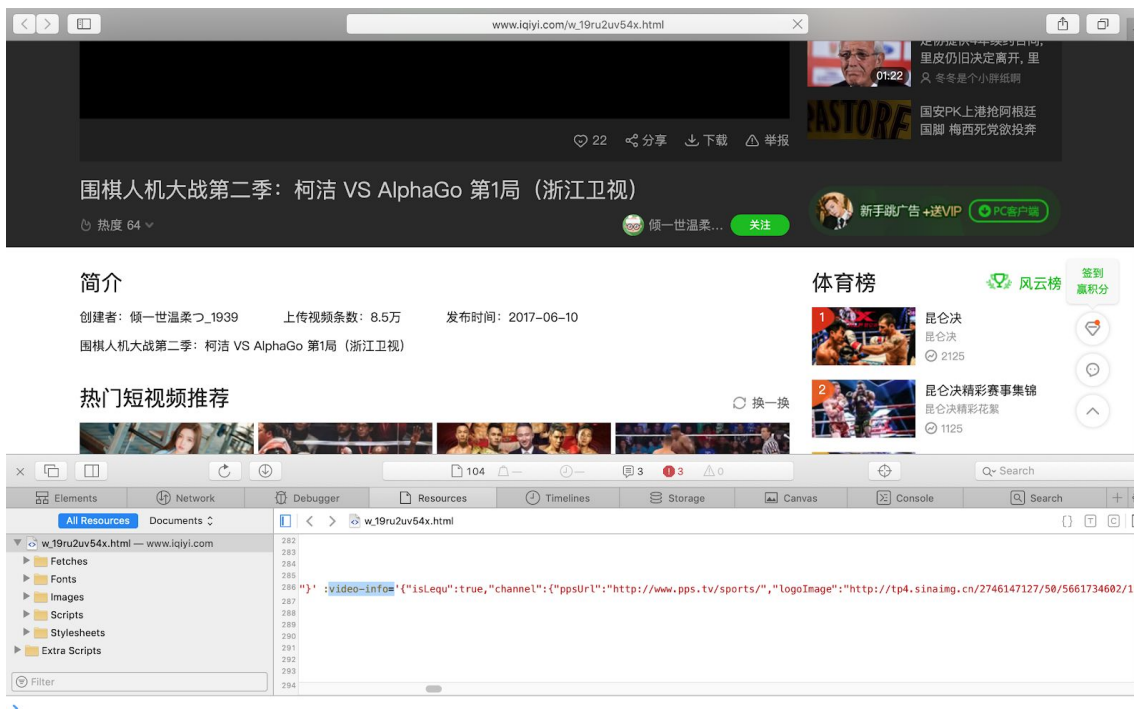 www.iqiyi.com/w_19ru2uv54x.html
里皮仍旧决定离开, 里
冬冬是个小胖纸啊
01:22
国安PK上港抢阿根廷
国脚 梅西死党欲投奔
PASTORE
22 分享 下载 举报
围棋人机大战第二季：柯洁 VS AlphaGo 第1局（浙江卫视）
热度 64
倾一世温柔... 关注
新手跳广告 +送VIP PC客户端
简介
创建者：倾一世温柔つ_1939 上传视频条数：8.5万 发布时间：2017-06-10
围棋人机大战第二季：柯洁 VS AlphaGo 第1局（浙江卫视）
热门短视频推荐
换一换
体育榜
风云榜
签到
赢积分
1
昆仑决
昆仑决
2125
2
昆仑决精彩赛事集锦
昆仑决精彩花絮
1125
104 — — 3 3 0
Search
Elements Network Debugger Resources Timelines Storage Canvas Console Search
All Resources Documents
w_19ru2uv54x.html
w_19ru2uv54x.html — www.iqiyi.com
Fetches
Fonts
Images
Scripts
Stylesheets
Extra Scripts
Filter
282
283
284
285
286 "}' :video-info='{"isLequ":true,"channel":{"ppsUrl":"http://www.pps.tv/sports/","logoImage":"http://tp4.sinaimg.cn/2746147127/50/5661734602/1
287
288
289
290
291
292
293
294